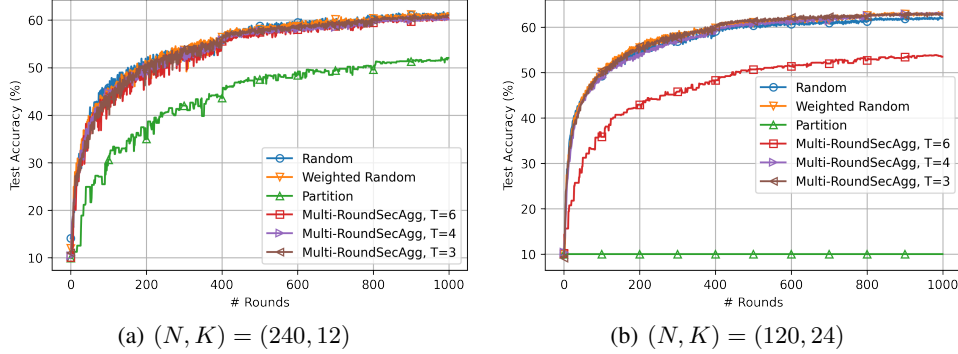 60
50
40
30
20
10
Test Accuracy (%)
0 200 400 600 800 1000
# Rounds
Random
Weighted Random
Partition
Multi-RoundSecAgg, T=6
Multi-RoundSecAgg, T=4
Multi-RoundSecAgg, T=3
(a) (N, K) = (240, 12)
60
50
40
30
20
10
Test Accuracy (%)
0 200 400 600 800 1000
# Rounds
Random
Weighted Random
Partition
Multi-RoundSecAgg, T=6
Multi-RoundSecAgg, T=4
Multi-RoundSecAgg, T=3
(b) (N, K) = (120, 24)